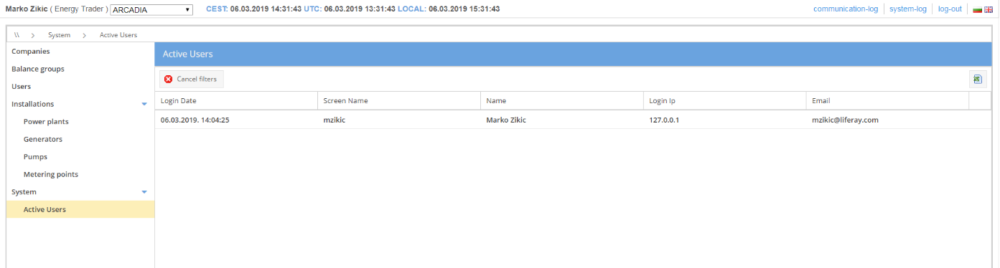 Marko Zikic ( Energy Trader ) ARCADIA CEST: 06.03.2019 14:31:43 UTC: 06.03.2019 13:31:43 LOCAL: 06.03.2019 15:31:43 communication-log system-log log-out
\\ > System > Active Users
Companies
Balance groups
Users
Installations
Power plants
Generators
Pumps
Metering points
System
Active Users
Active Users
Cancel filters
Login Date Screen Name Name Login Ip Email
06.03.2019. 14:04:25 mzikic Marko Zikic 127.0.0.1 mzikic@liferay.com